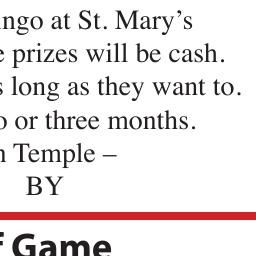 ngo at St. Mary’s
prizes will be cash.
long as they want to.
or three months.
Temple –
BY
Game